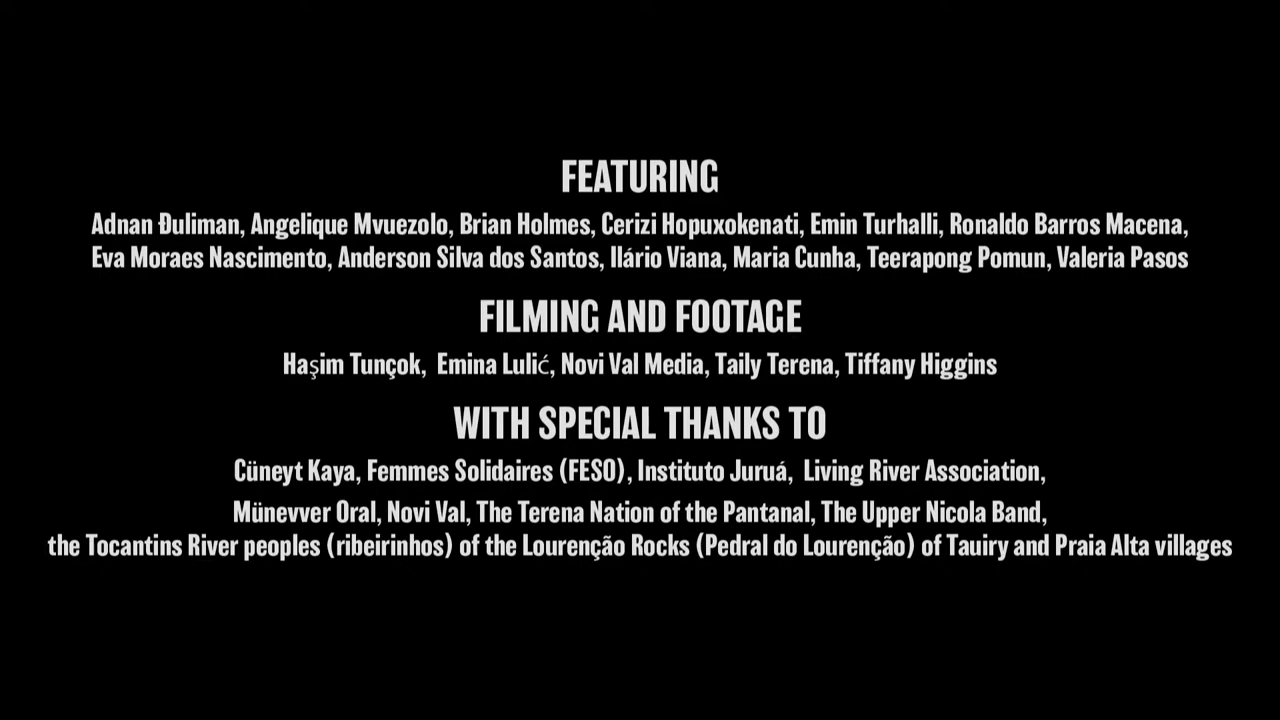 FEATURING
Adnan Đuliman, Angelique Mvuezolo, Brian Holmes, Cerizi Hopuxokenati, Emin Turhalli, Ronaldo Barros Macena,
Eva Moraes Nascimento, Anderson Silva dos Santos, Ilário Viana, Maria Cunha, Teerapong Pomun, Valeria Pasos
FILMING AND FOOTAGE
Haşim Tunçok, Emina Lulić, Novi Val Media, Taily Terena, Tiffany Higgins
WITH SPECIAL THANKS TO
Cüneyt Kaya, Femmes Solidaires (FESO), Instituto Juruá, Living River Association,
Münevver Oral, Novi Val, The Terena Nation of the Pantanal, The Upper Nicola Band,
the Tocantins River peoples (ribeirinhos) of the Lourenção Rocks (Pedral do Lourenção) of Tauiry and Praia Alta villages